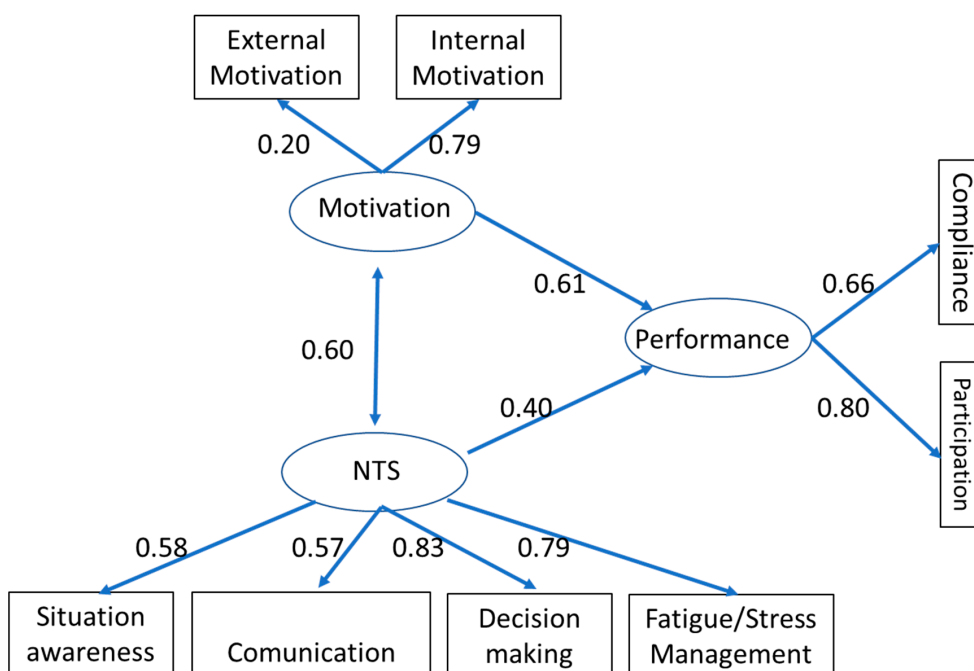 External
Motivation
Internal
Motivation
0.20
0.79
Motivation
Compliance
0.61
0.66
Performance
0.60
0.40
0.80
Participation
NTS
0.58
0.57
0.83
0.79
Situation
awareness
Comunication
Decision
making
Fatigue/Stress
Management